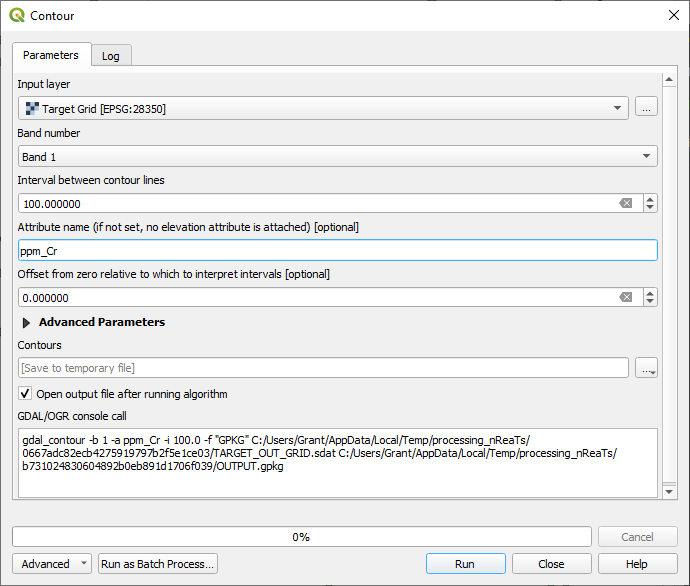 Contour
Parameters
Log
Input layer
Target Grid [EPSG:28350]
...
Band number
Band 1
Interval between contour lines
100.000000
Attribute name (if not set, no elevation attribute is attached) [optional]
ppm_Cr
Offset from zero relative to which to interpret intervals [optional]
0.000000
Advanced Parameters
Contours
[Save to temporary file]
...
Open output file after running algorithm
GDAL/OGR console call
gdal_contour -b 1 -a ppm_Cr -i 100.0 -f "GPKG" C:/Users/Grant/AppData/Local/Temp/processing_nReaTs/
0667adc82ecb4275919797b2f5e1ce03/TARGET_OUT_GRID.sdat C:/Users/Grant/AppData/Local/Temp/processing_nReaTs/
b731024830604892b0eb891d1706f039/OUTPUT.gpkg
0%
Cancel
Advanced
Run as Batch Process...
Run
Close
Help